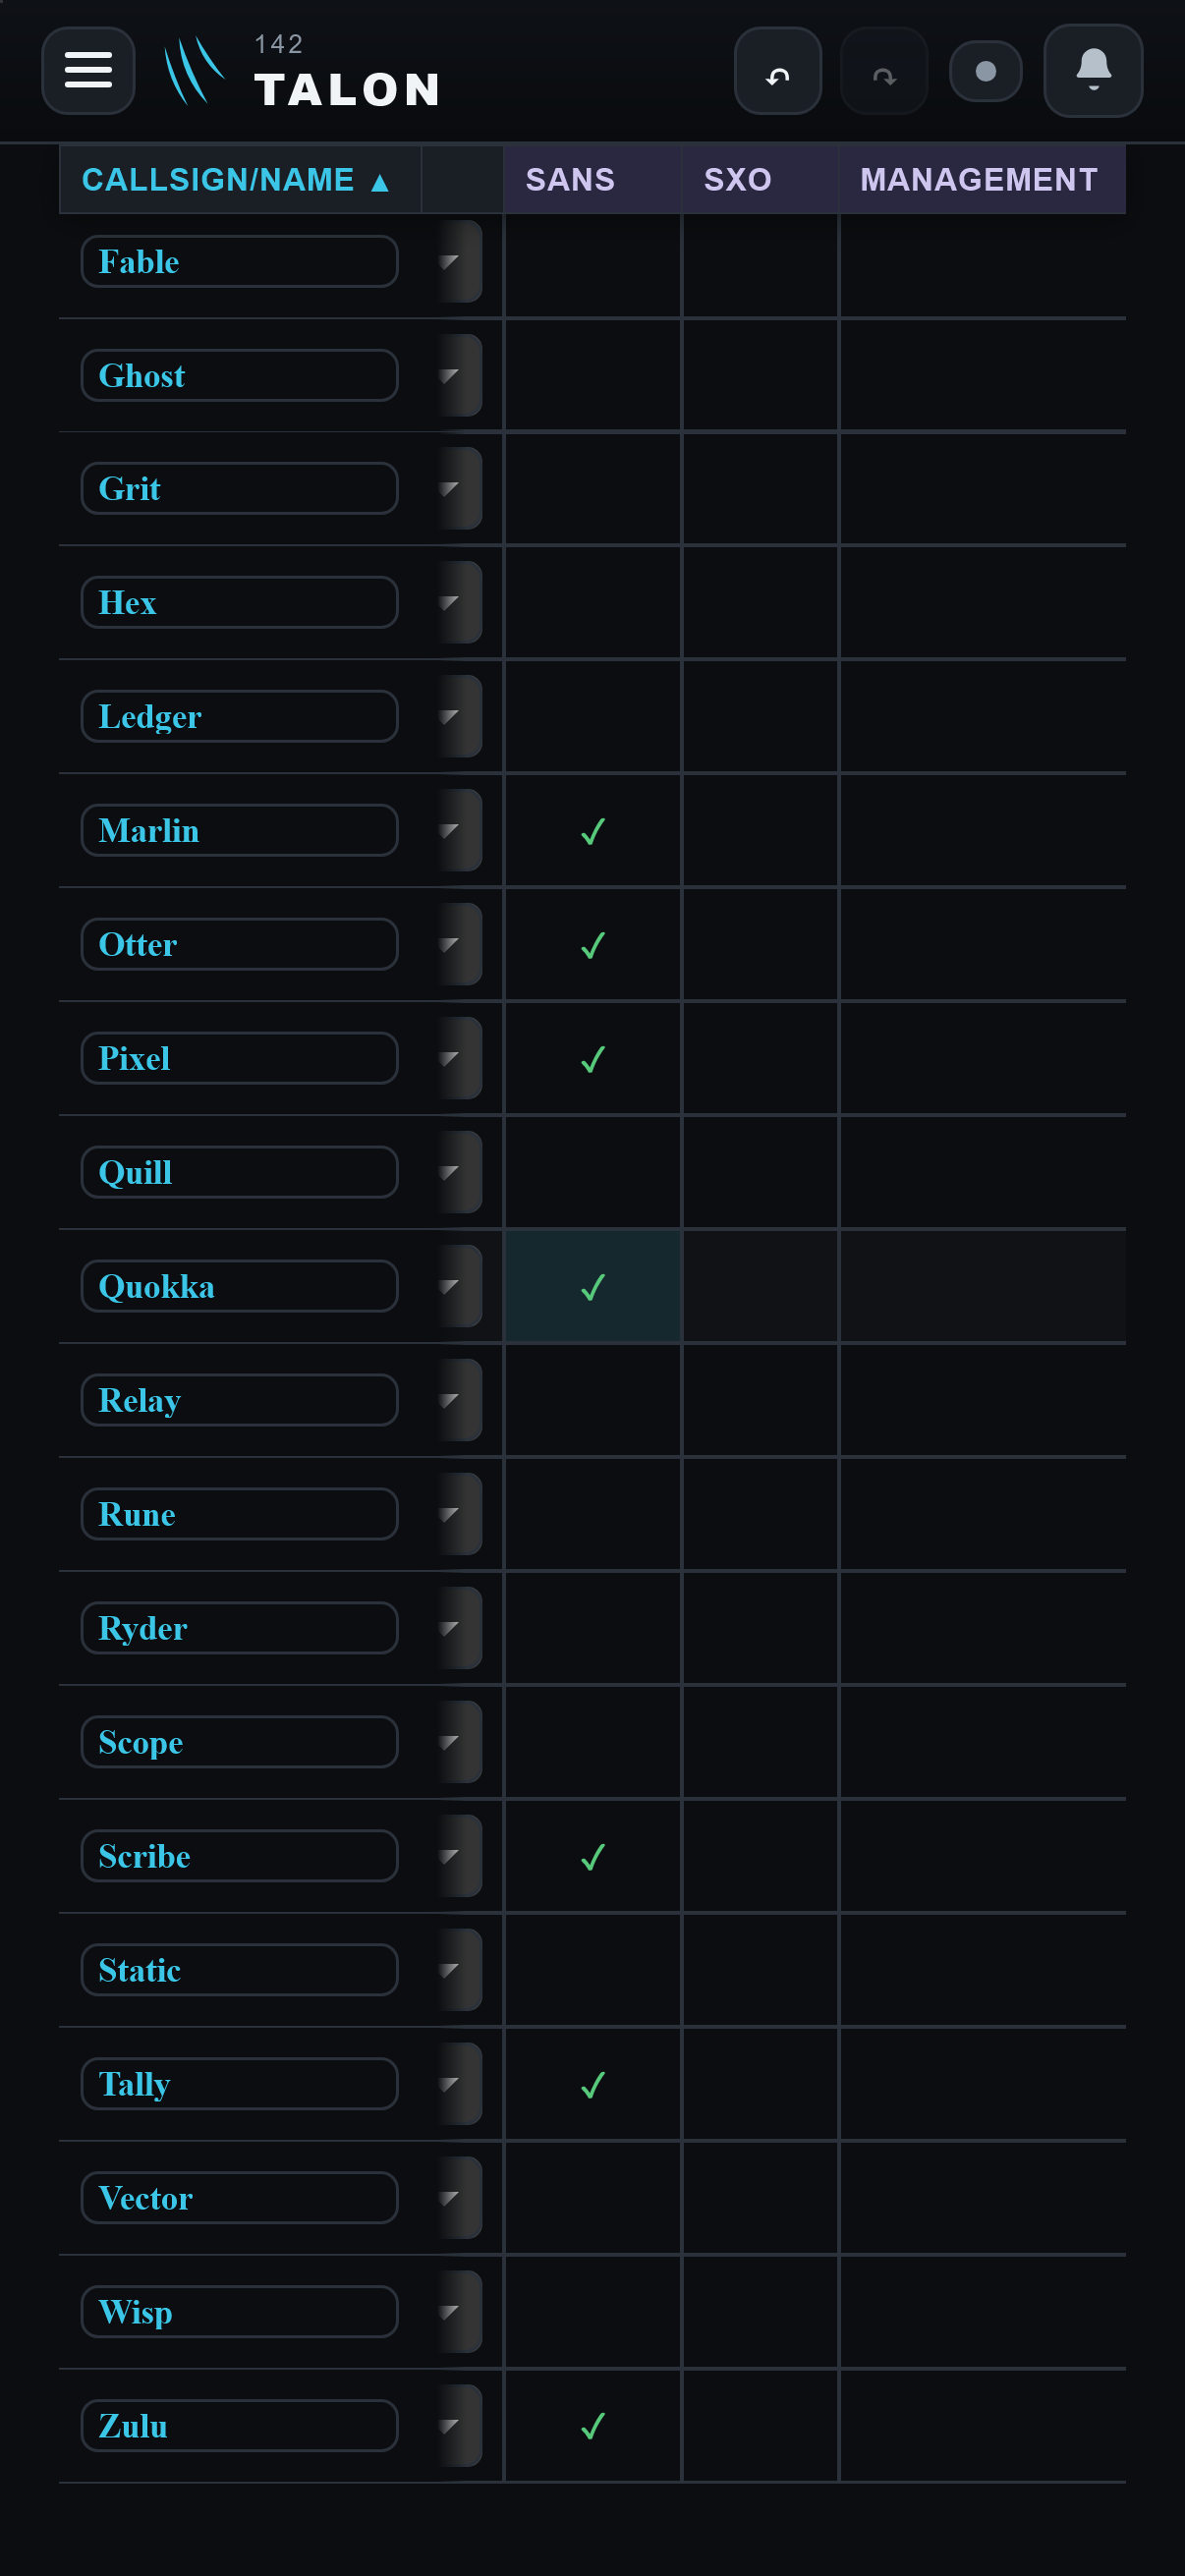 142
TALON
CALLSIGN/NAME ▲ SANS SXO MANAGEMENT
Fable
Ghost
Grit
Hex
Ledger
Marlin ✓
Otter ✓
Pixel ✓
Quill
Quokka ✓
Relay
Rune
Ryder
Scope
Scribe ✓
Static
Tally ✓
Vector
Wisp
Zulu ✓